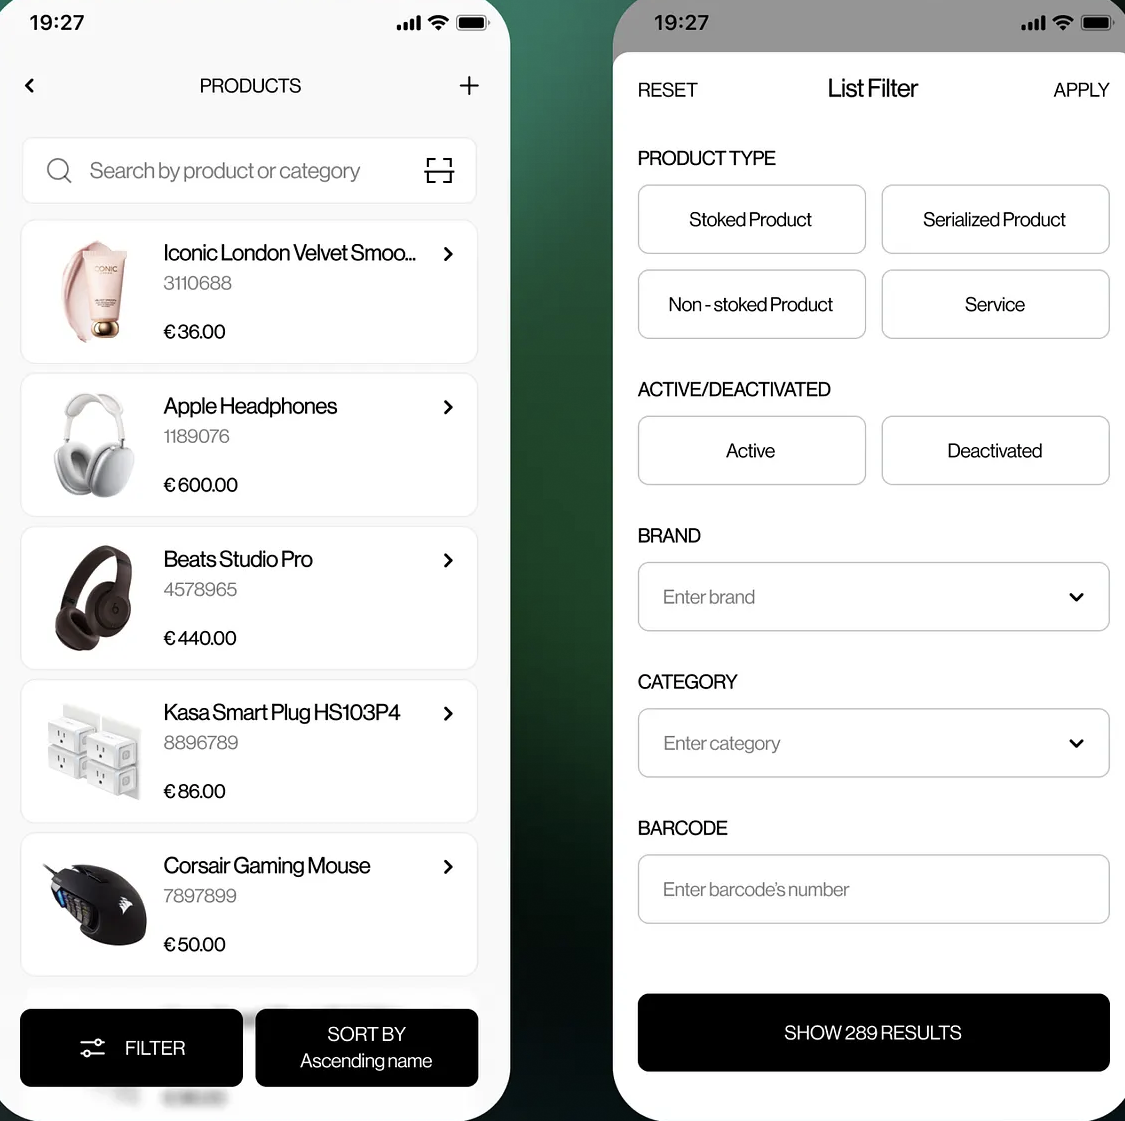 19:27
PRODUCTS
Search by product or category
ICONIC
Iconic London Velvet Smoo...
3110688
€36.00
Apple Headphones
1189076
€600.00
Beats Studio Pro
4578965
€440.00
Kasa Smart Plug HS103P4
8896789
€86.00
Corsair Gaming Mouse
7897899
€50.00
FILTER
SORT BY
Ascending name
19:27
RESET
List Filter
APPLY
PRODUCT TYPE
Stoked Product
Serialized Product
Non - stoked Product
Service
ACTIVE/DEACTIVATED
Active
Deactivated
BRAND
Enter brand
CATEGORY
Enter category
BARCODE
Enter barcode's number
SHOW 289 RESULTS